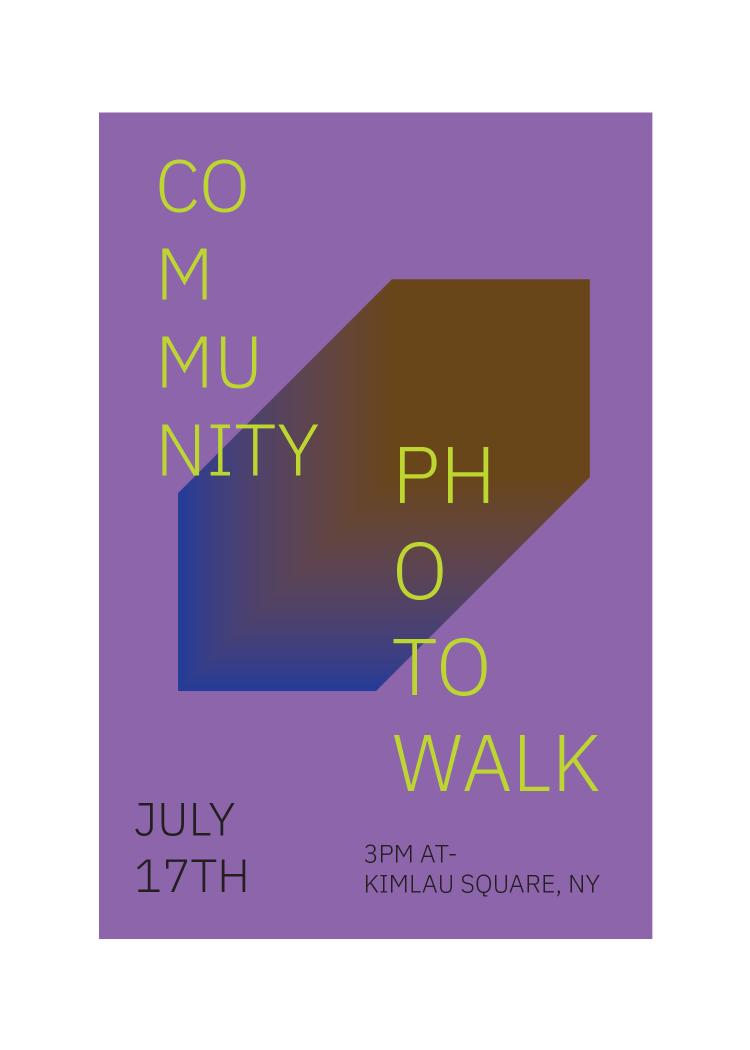 CO
M
MU
NITY
PH
O
TO
WALK
JULY
17TH
3PM AT-
KIMLAU SQUARE, NY